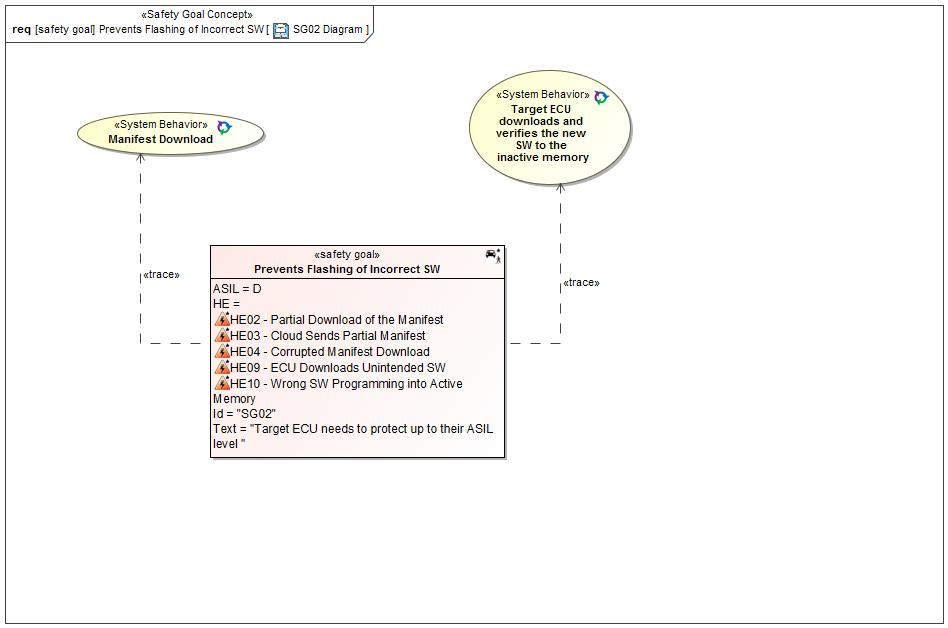 «Safety Goal Concept»
req [safety goal] Prevents Flashing of Incorrect SW [ SG02 Diagram ]
«System Behavior»
Manifest Download
«System Behavior»
Target ECU
downloads and
verifies the new
SW to the
inactive memory
«trace»
«trace»
«safety goal»
Prevents Flashing of Incorrect SW
ASIL = D
HE =
HE02 - Partial Download of the Manifest
HE03 - Cloud Sends Partial Manifest
HE04 - Corrupted Manifest Download
HE09 - ECU Downloads Unintended SW
HE10 - Wrong SW Programming into Active
Memory
Id = "SG02"
Text = "Target ECU needs to protect up to their ASIL
level "